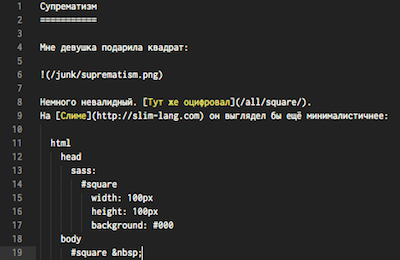 1 Супрематизм
2 ===========
3
4 Мне девушка подарила квадрат:
5
6 !(/junk/suprematism.png)
7
8 Немного невалидный. [Тут же оцифровал](/all/square/).
9 На [Слиме](http://slim-lang.com) он выглядел бы ещё минималистичнее:
10
11 html
12 head
13 sass:
14 #square
15 width: 100px
16 height: 100px
17 background: #000
18 body
19 #square &nbsp;